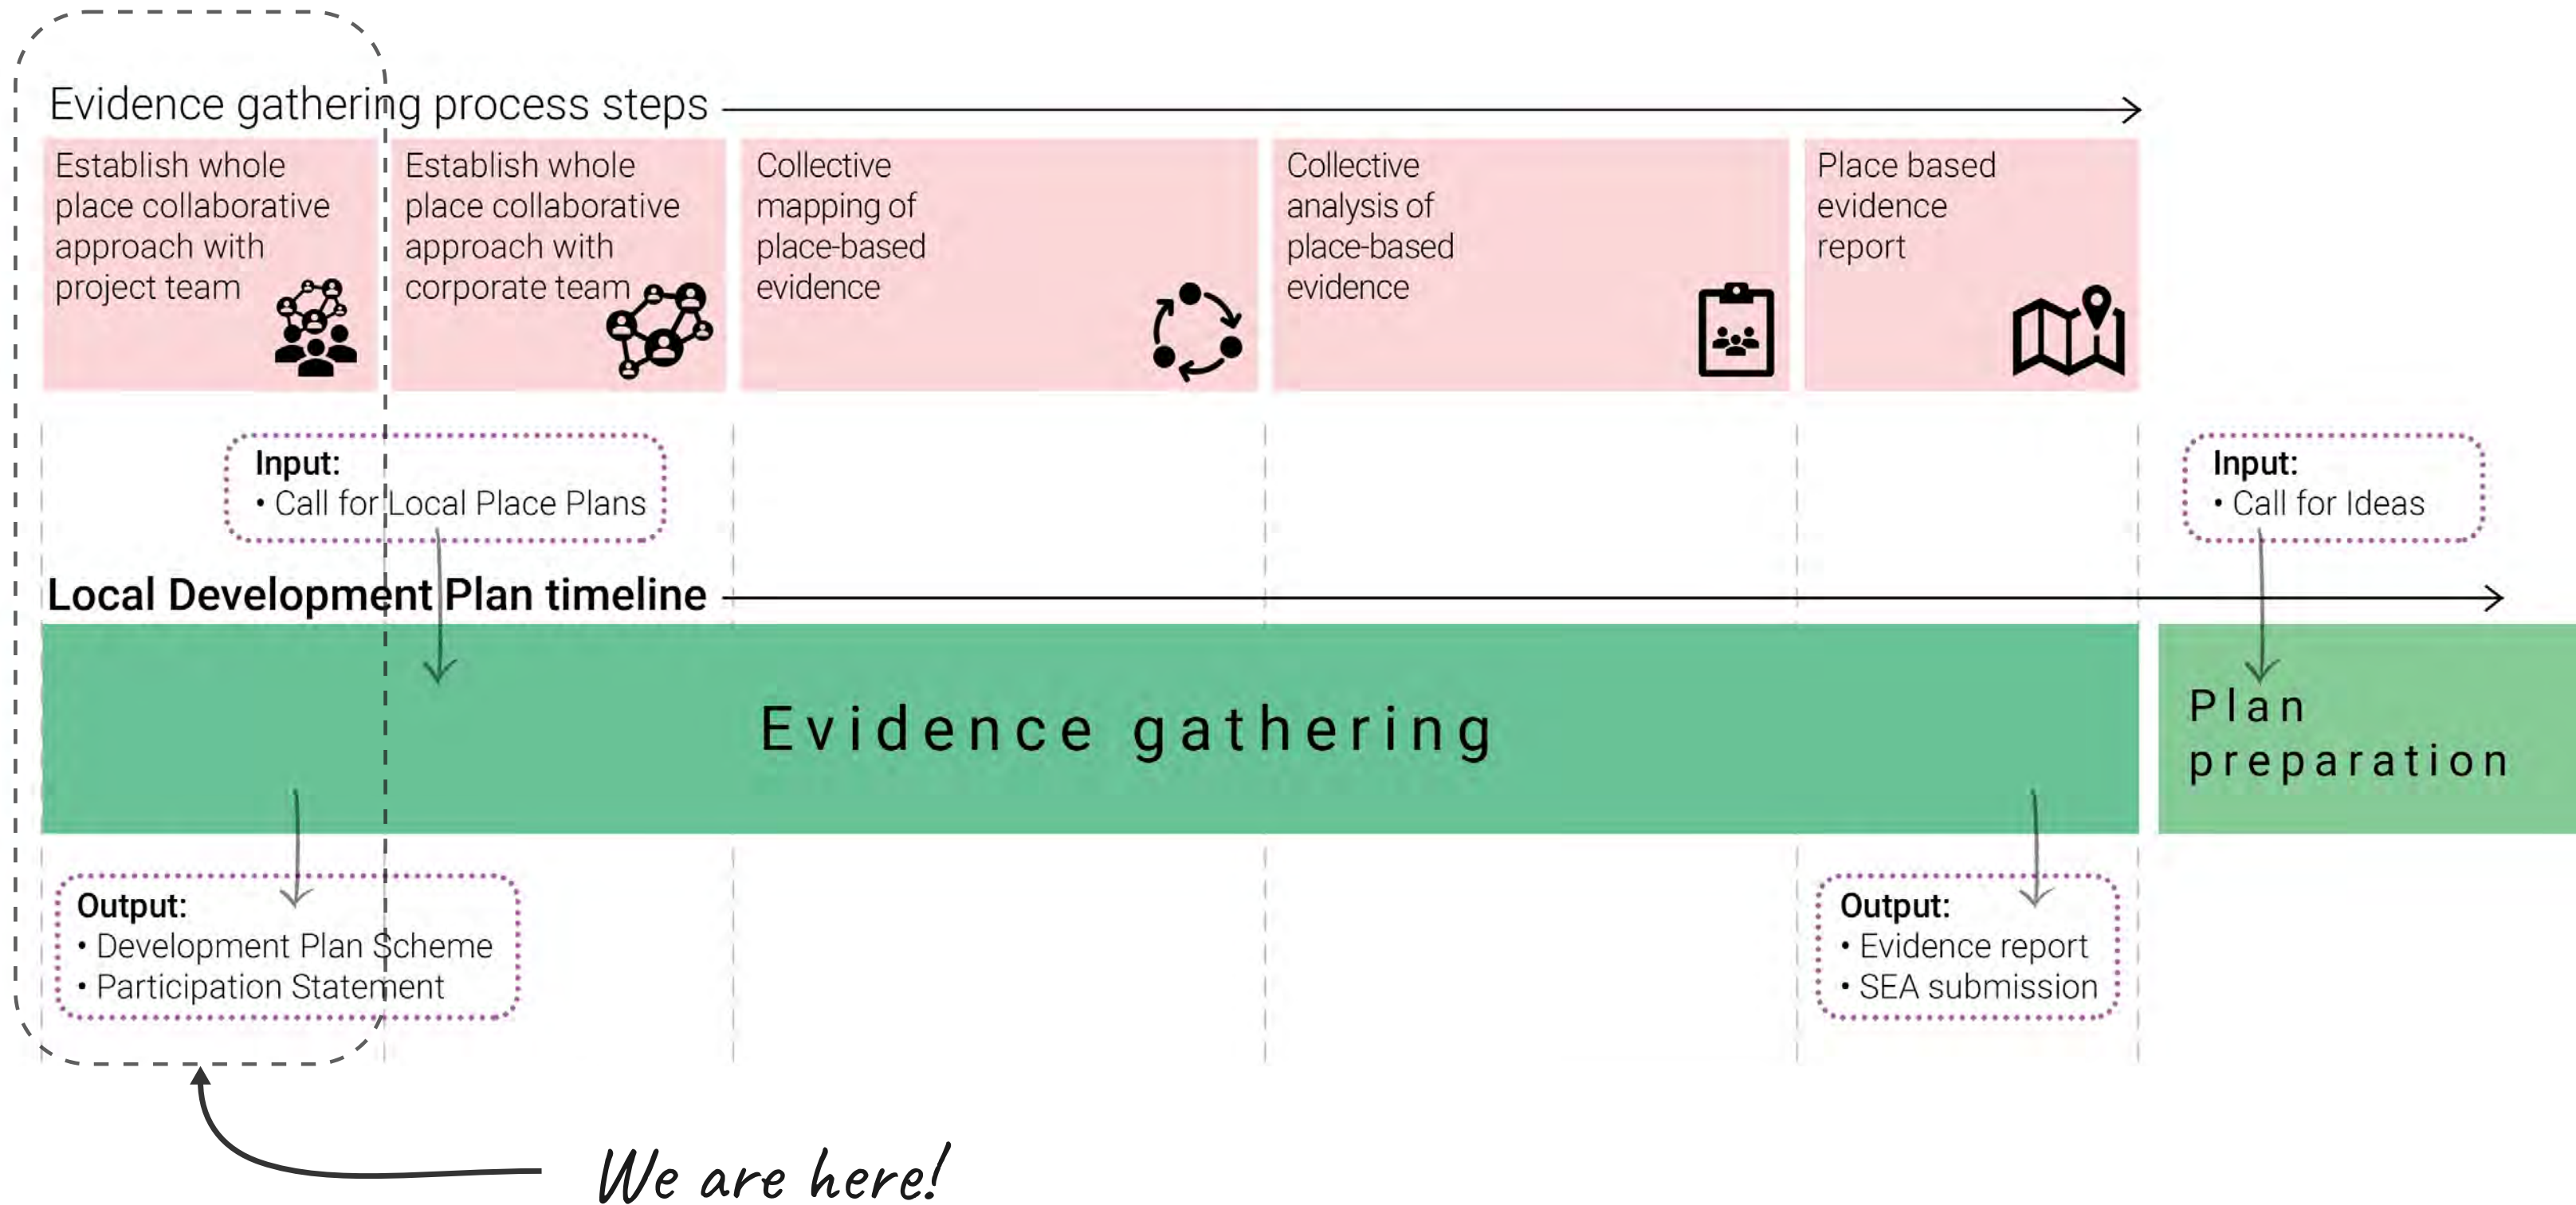 Evidence gathering process steps
Establish whole
place collaborative
approach with
project team
Establish whole
place collaborative
approach with
corporate team
Collective
mapping of
place-based
evidence
Collective
analysis of
place-based
evidence
Place based
evidence
report
Input:
• Call for Local Place Plans
Input:
• Call for Ideas
Local Development Plan timeline
Evidence gathering
Plan
preparation
Output:
• Development Plan Scheme
• Participation Statement
Output:
• Evidence report
• SEA submission
We are here!